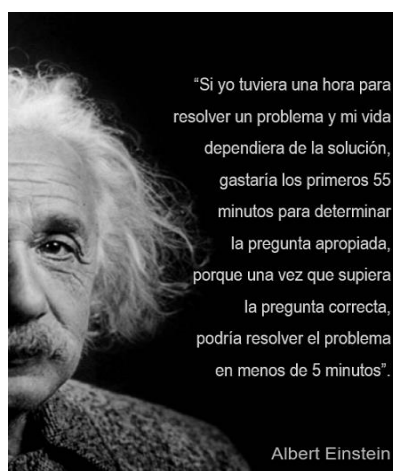 “Si yo tuviera una hora para
resolver un problema y mi vida
dependiera de la solución,
gastaría los primeros 55
minutos para determinar
la pregunta apropiada,
porque una vez que supiera
la pregunta correcta,
podría resolver el problema
en menos de 5 minutos”.
Albert Einstein